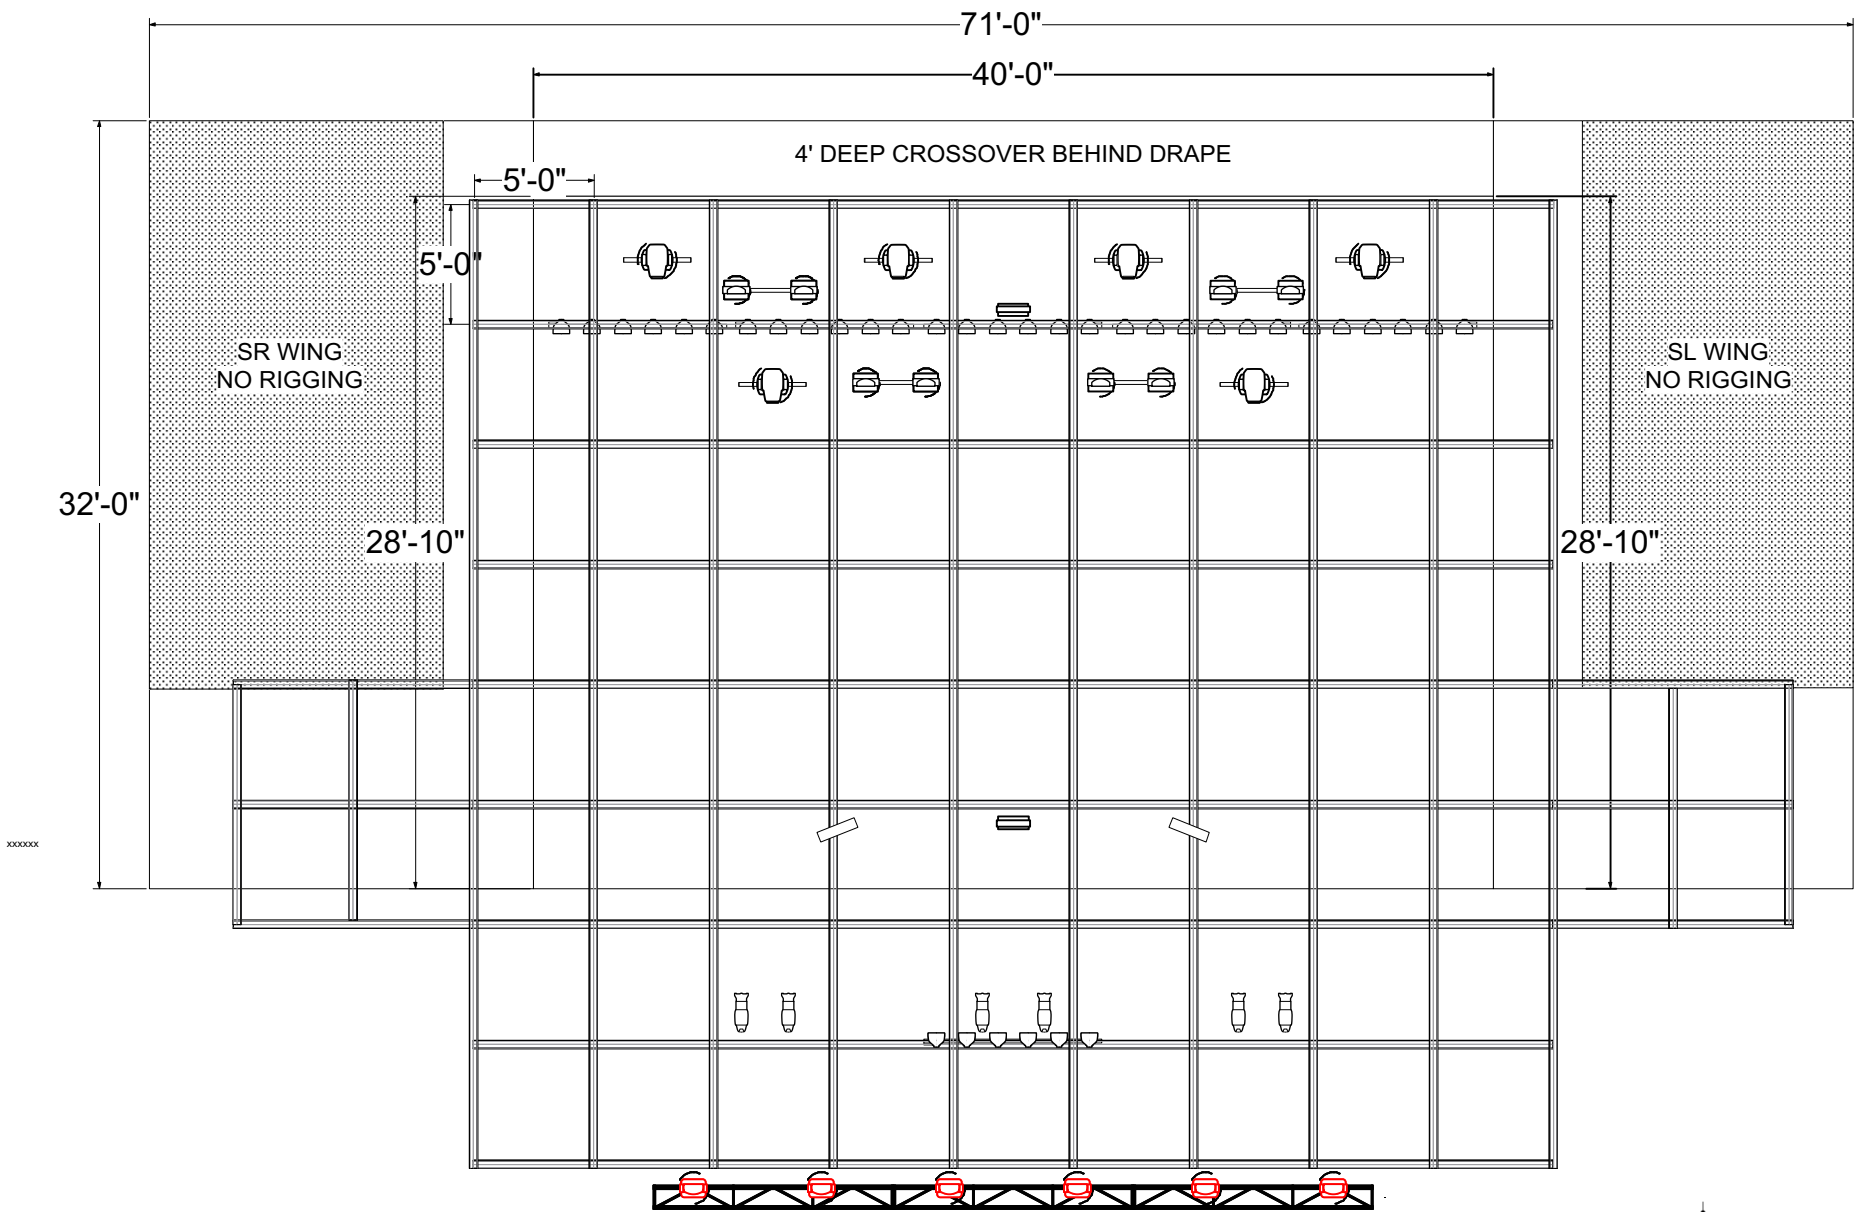 71'-0"
40'-0"
4' DEEP CROSSOVER BEHIND DRAPE
5'-0"
5'-0"
SR WING
NO RIGGING
SL WING
NO RIGGING
32'-0"
28'-10"
28'-10"
xxxxxx